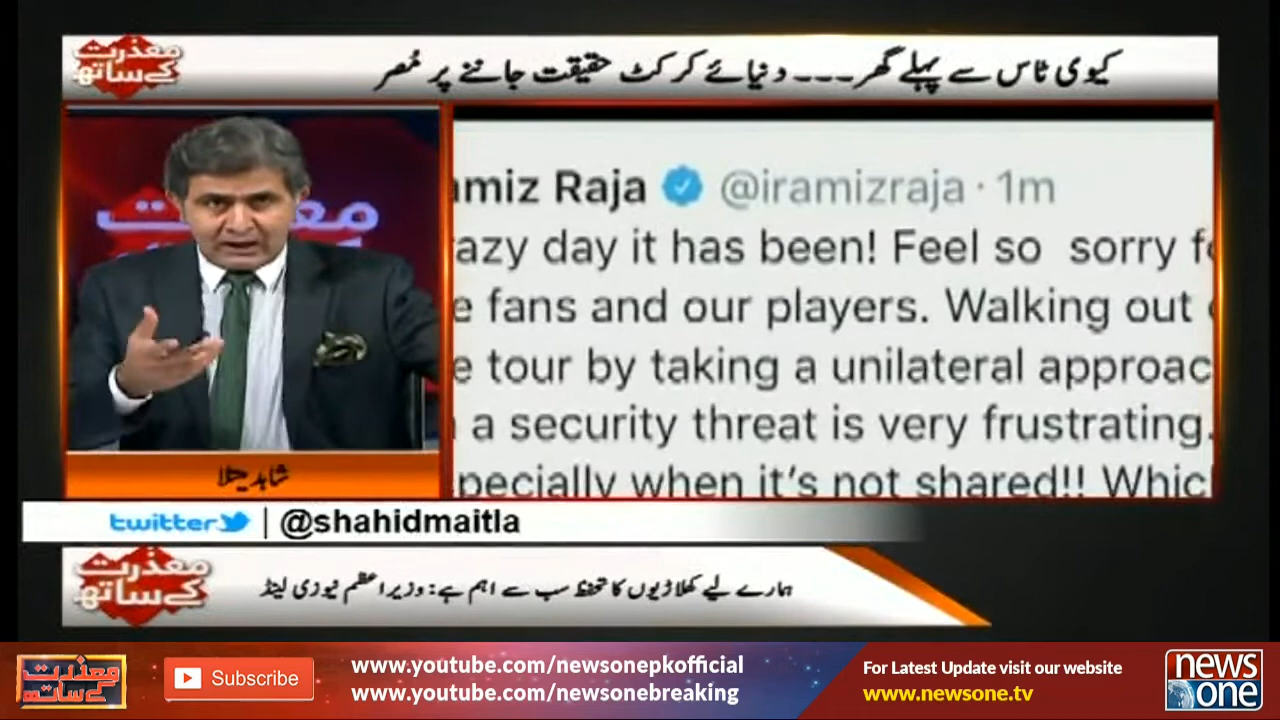 معذرت کے ساتھ
کیوی ٹاس سے پہلے گھر۔۔۔دنیائے کرکٹ حقیقت جاننے پر مُصر
amiz Raja @iramizraja · 1m
azy day it has been! Feel so sorry f
e fans and our players. Walking out
e tour by taking a unilateral approac
a security threat is very frustrating.
pecially when it's not shared!! Whic
معذرت
شاہد میتلا
twitter | @shahidmaitla
معذرت کے ساتھ
ہمارے لیے کھلاڑیوں کا تحفظ سب سے اہم ہے: وزیراعظم نیوزی لینڈ
معذرت کے ساتھ
Subscribe
www.youtube.com/newsonepkofficial
www.youtube.com/newsonebreaking
For Latest Update visit our website
www.newsone.tv
news one